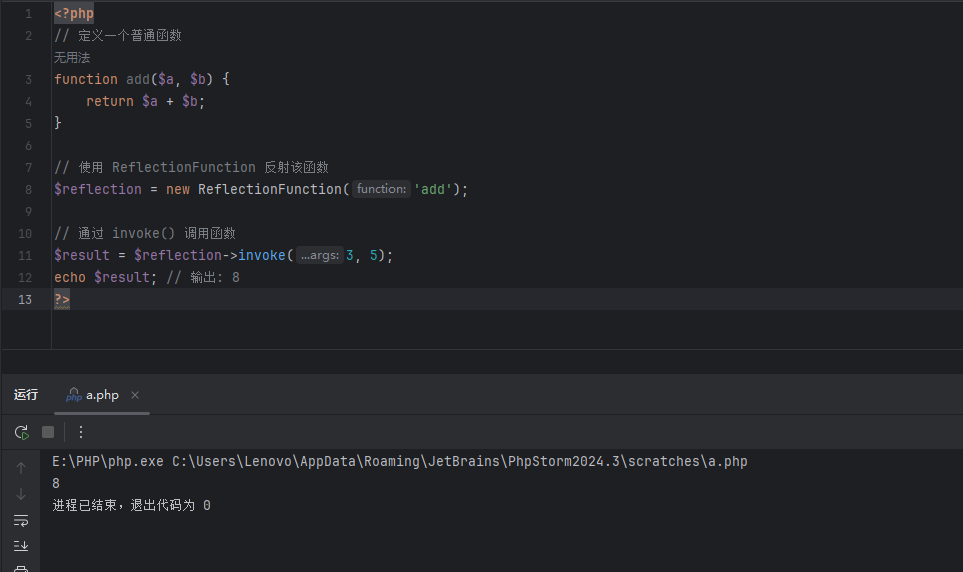 1 <?php
2 // 定义一个普通函数
无用法
3 function add($a, $b) {
4     return $a + $b;
5 }
6
7 // 使用 ReflectionFunction 反射该函数
8 $reflection = new ReflectionFunction( function: 'add');
9
10 // 通过 invoke() 调用函数
11 $result = $reflection->invoke( ...args: 3, 5);
12 echo $result; // 输出: 8
13 ?>
运行 php a.php ×
E:\PHP\php.exe C:\Users\Lenovo\AppData\Roaming\JetBrains\PhpStorm2024.3\scratches\a.php
8
进程已结束，退出代码为 0